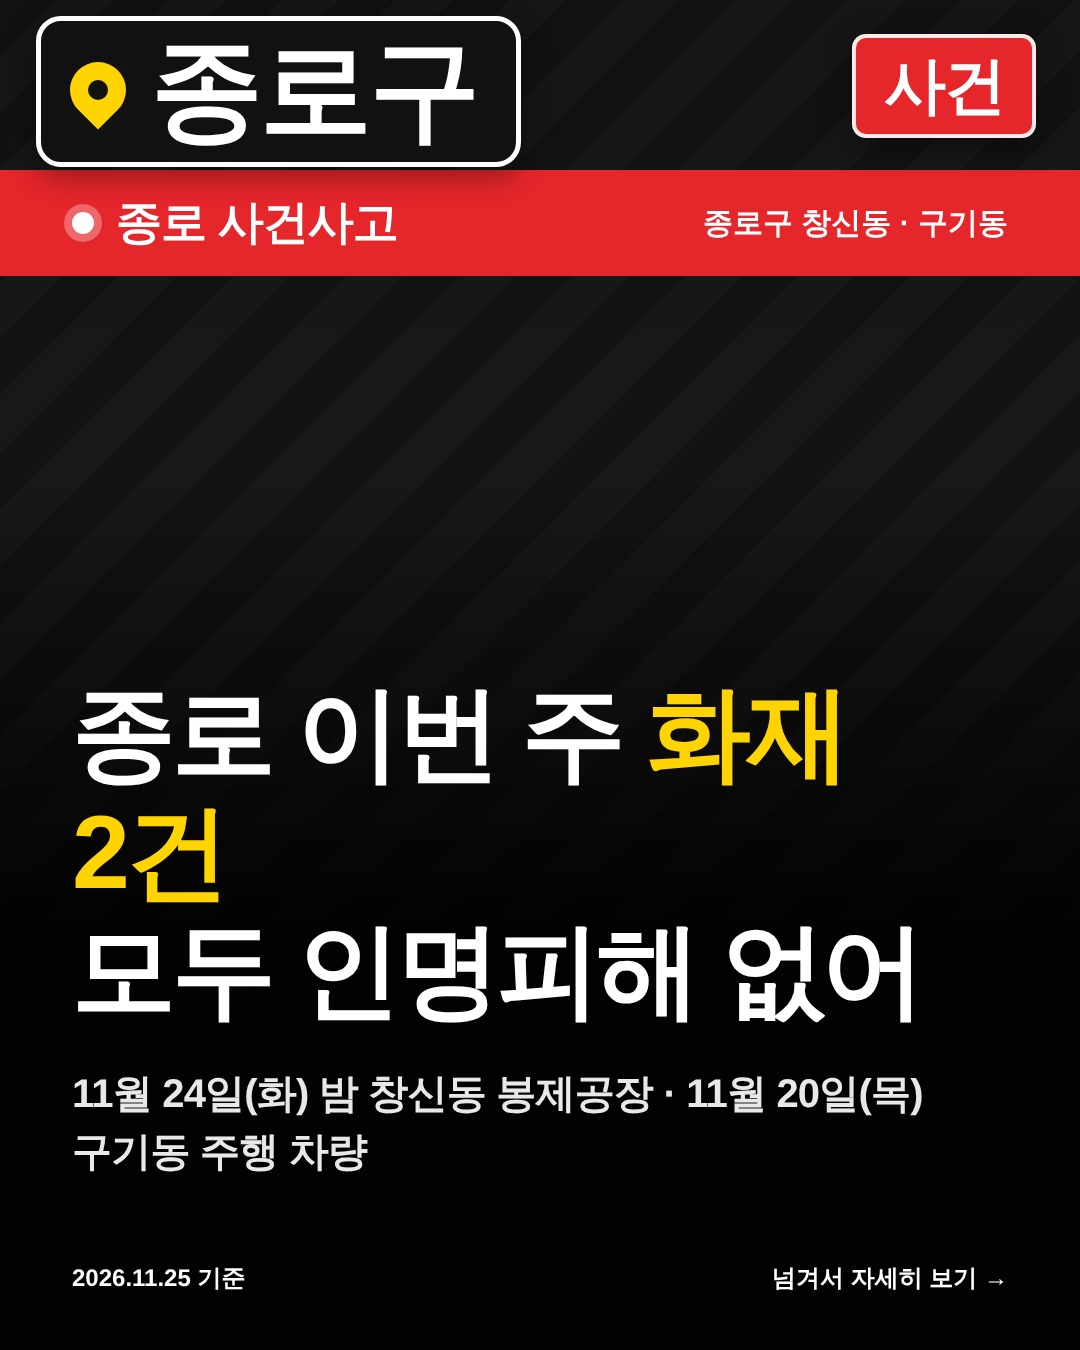 종로구
사건
종로 사건사고
종로구 창신동 · 구기동
종로 이번 주 화재
2건
모두 인명피해 없어
11월 24일(화) 밤 창신동 봉제공장 · 11월 20일(목)
구기동 주행 차량
2026.11.25 기준
넘겨서 자세히 보기 →